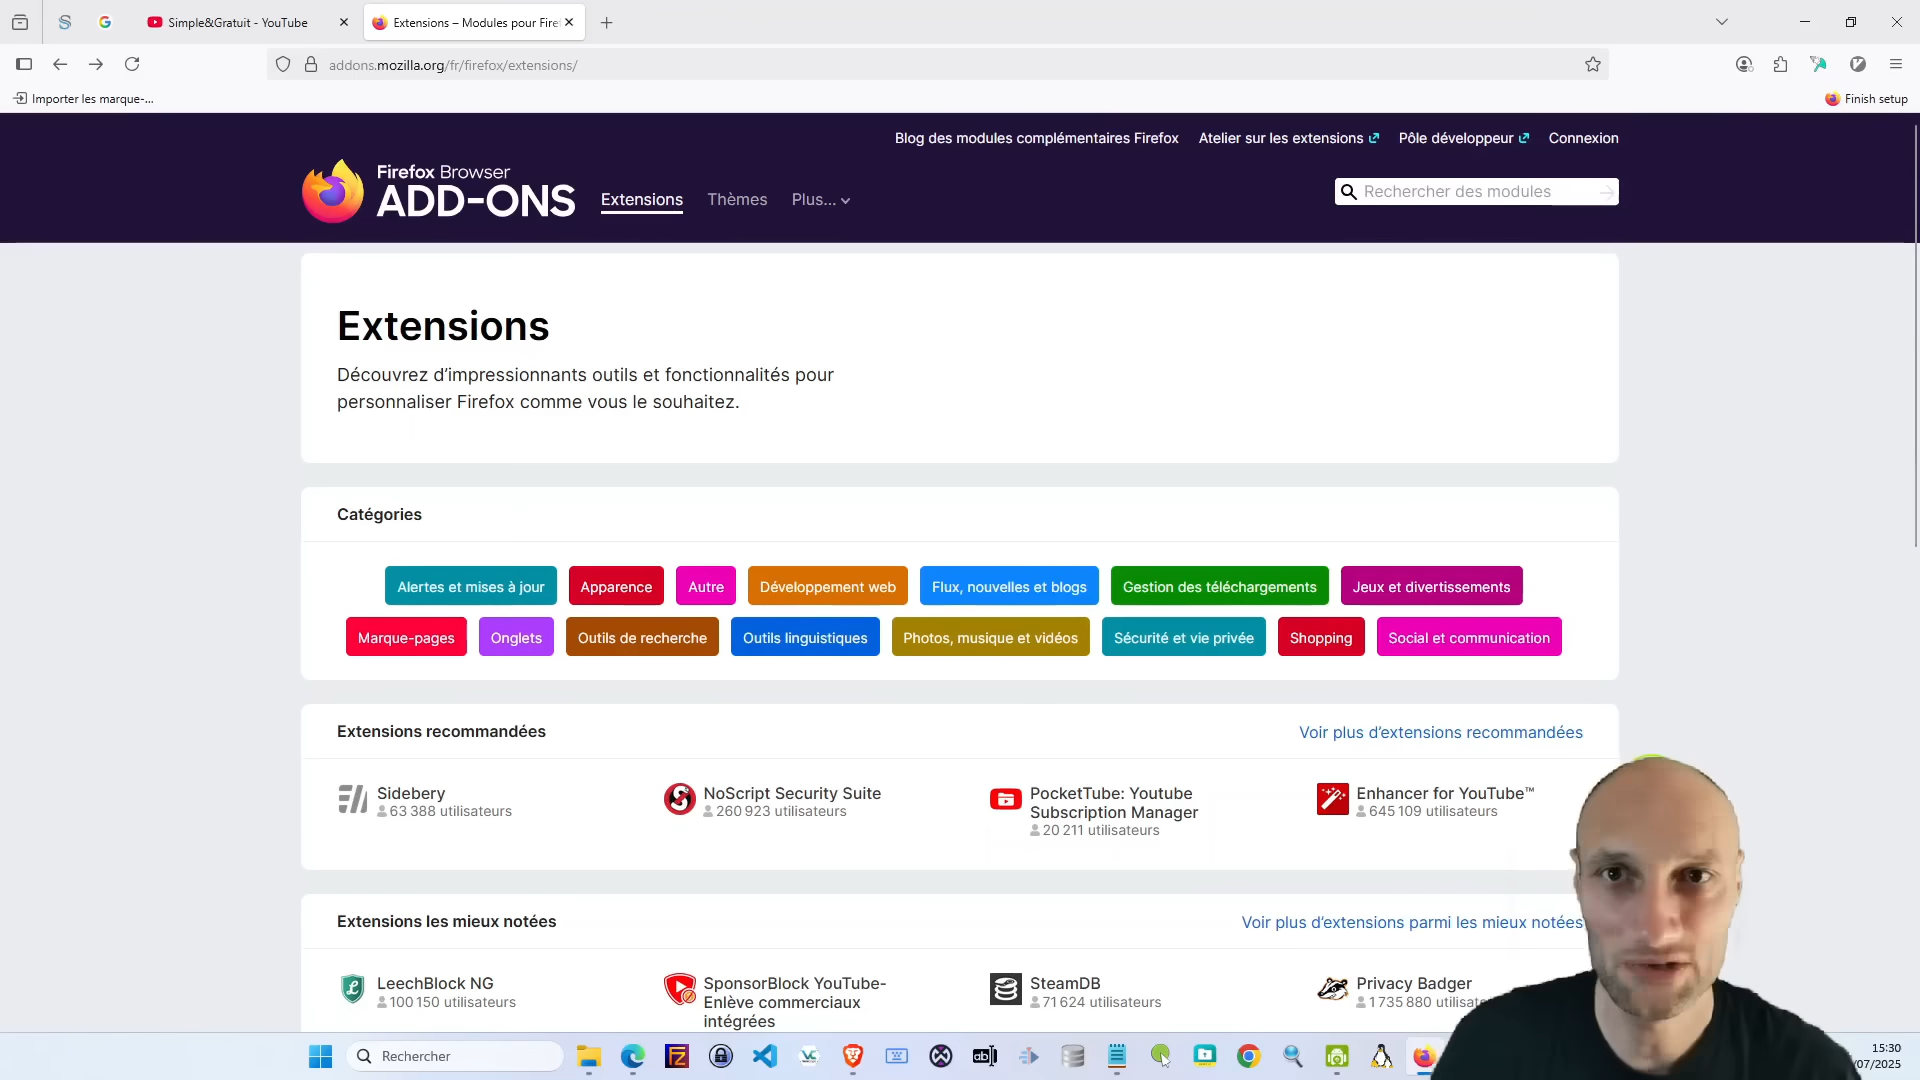 Simple&Gratuit - YouTube
Extensions – Modules pour Fire
addons.mozilla.org/fr/firefox/extensions/
Importer les marque-...
Finish setup
Blog des modules complémentaires Firefox
Atelier sur les extensions
Pôle développeur
Connexion
Firefox Browser
ADD-ONS
Extensions
Thèmes
Plus...
Rechercher des modules
Extensions
Découvrez d’impressionnants outils et fonctionnalités pour
personnaliser Firefox comme vous le souhaitez.
Catégories
Alertes et mises à jour
Apparence
Autre
Développement web
Flux, nouvelles et blogs
Gestion des téléchargements
Jeux et divertissements
Marque-pages
Onglets
Outils de recherche
Outils linguistiques
Photos, musique et vidéos
Sécurité et vie privée
Shopping
Social et communication
Extensions recommandées
Voir plus d’extensions recommandées
Sidebery
63 388 utilisateurs
NoScript Security Suite
260 923 utilisateurs
PocketTube: Youtube
Subscription Manager
20 211 utilisateurs
Enhancer for YouTube™
645 109 utilisateurs
Extensions les mieux notées
Voir plus d’extensions parmi les mieux notées
LeechBlock NG
100 150 utilisateurs
SponsorBlock YouTube-
Enlève commerciaux
intégrées
SteamDB
71 624 utilisateurs
Privacy Badger
1 735 880 utilisate
Rechercher
15:30
/07/2025